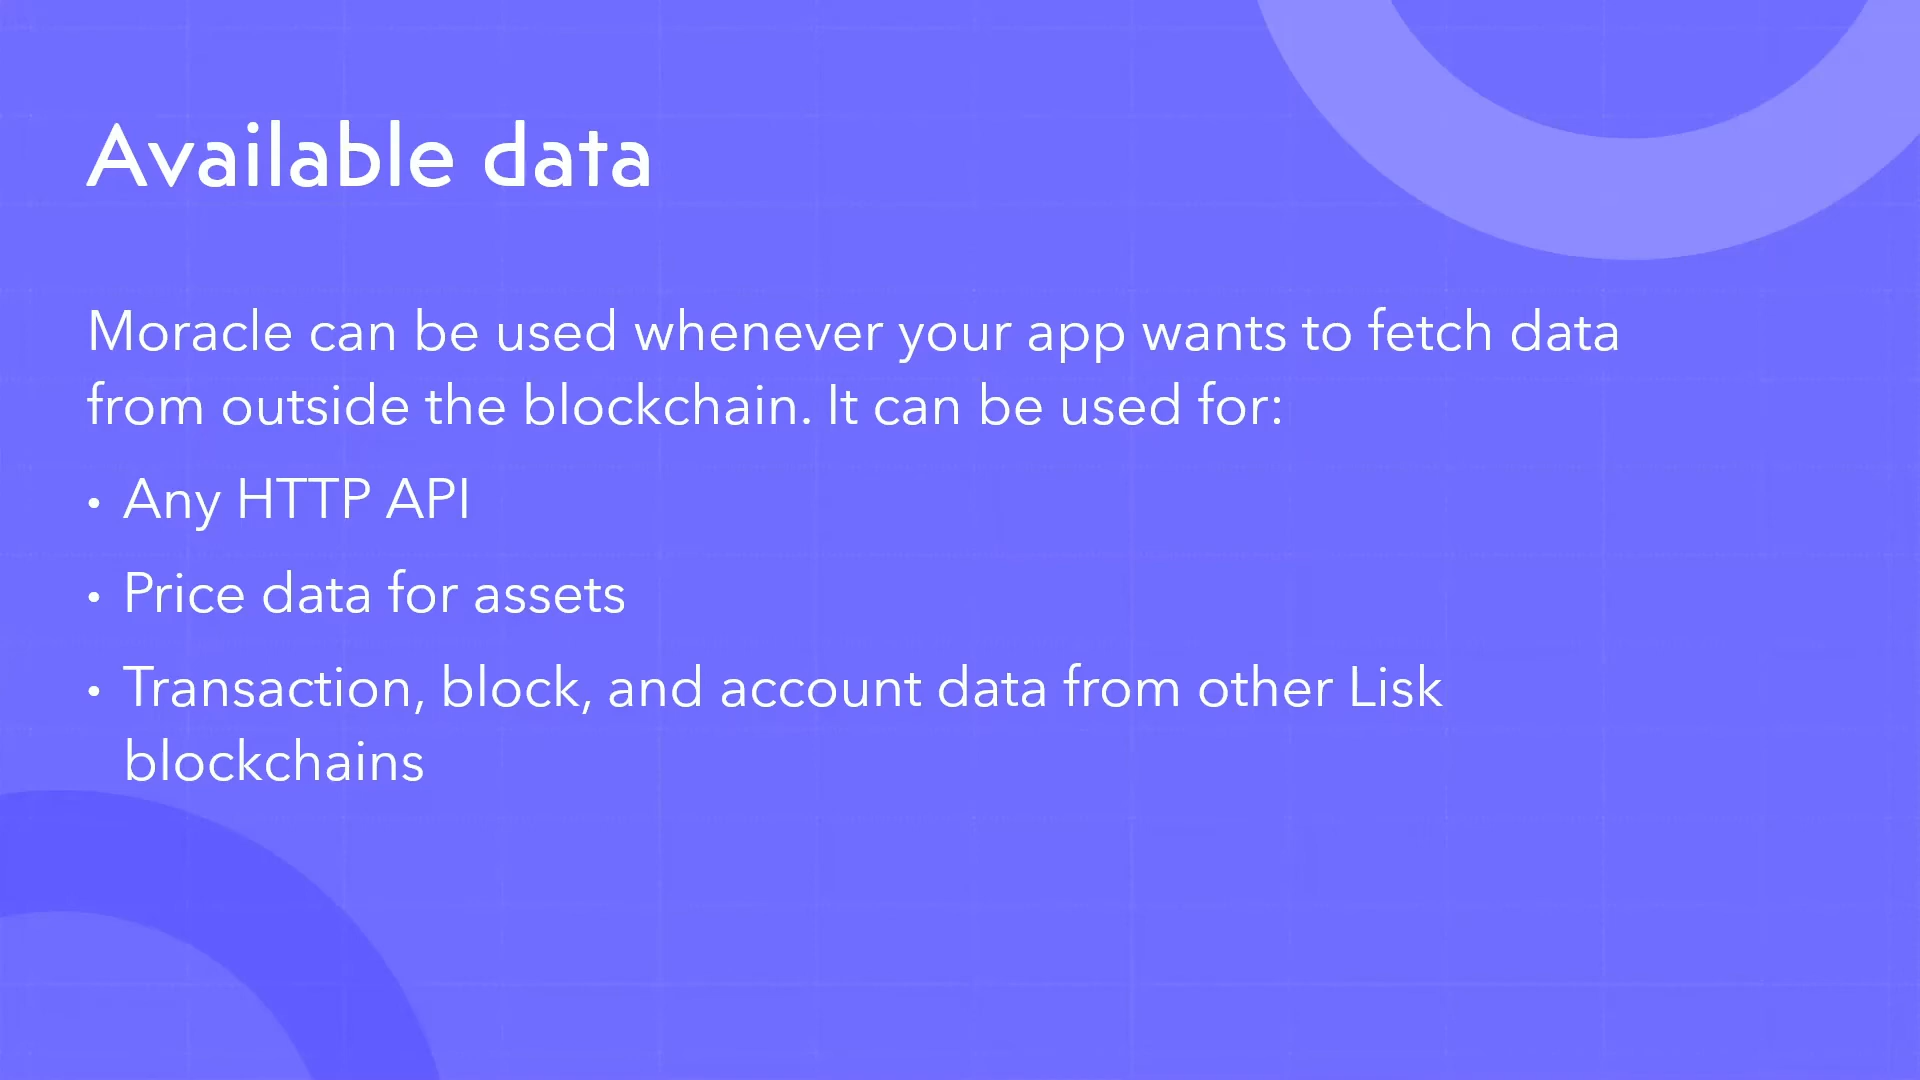 Available data
Moracle can be used whenever your app wants to fetch data
from outside the blockchain. It can be used for:
• Any HTTP API
• Price data for assets
• Transaction, block, and account data from other Lisk
blockchains